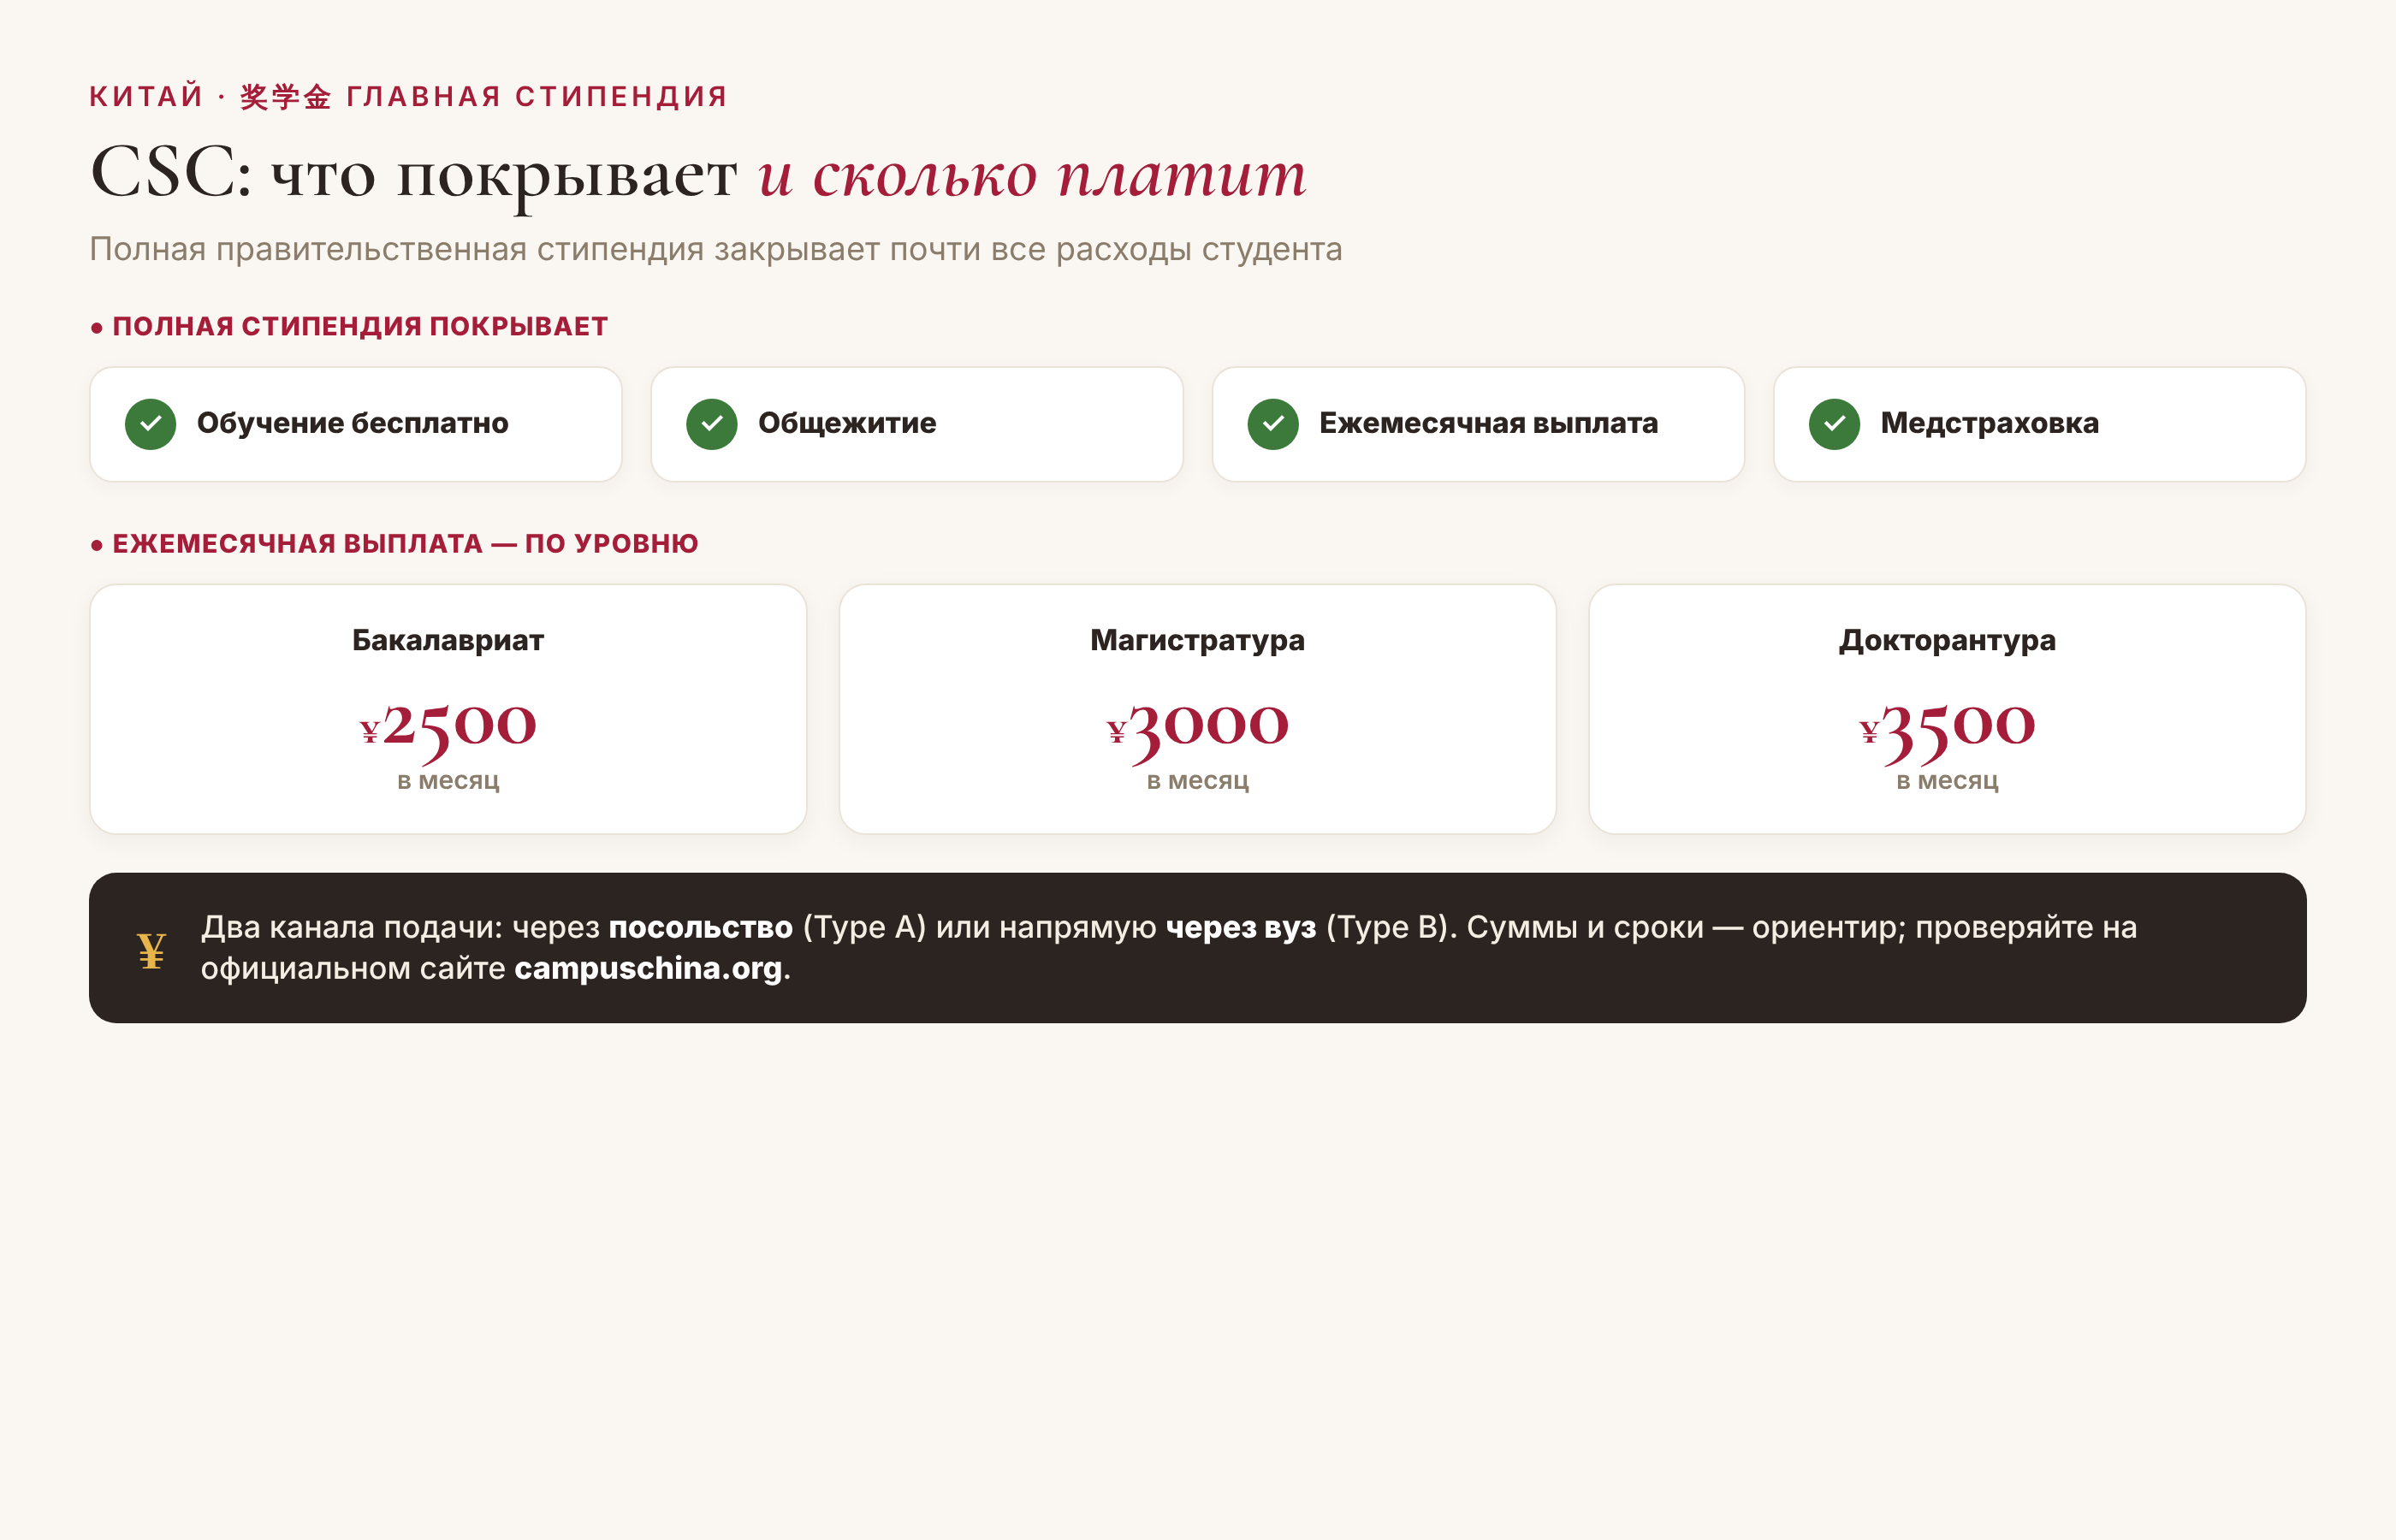 КИТАЙ · 奖学金 ГЛАВНАЯ СТИПЕНДИЯ
CSC: что покрывает и сколько платит
Полная правительственная стипендия закрывает почти все расходы студента
• ПОЛНАЯ СТИПЕНДИЯ ПОКРЫВАЕТ
Обучение бесплатно
Общежитие
Ежемесячная выплата
Медстраховка
• ЕЖЕМЕСЯЧНАЯ ВЫПЛАТА — ПО УРОВНЮ
Бакалавриат
¥2500
в месяц
Магистратура
¥3000
в месяц
Докторантура
¥3500
в месяц
¥
Два канала подачи: через посольство (Type A) или напрямую через вуз (Type B). Суммы и сроки — ориентир; проверяйте на
официальном сайте campuschina.org.